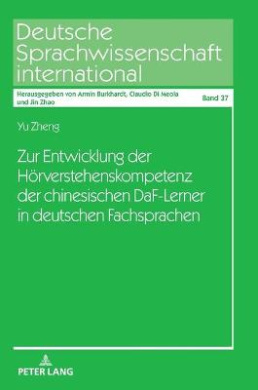 Deutsche
Sprachwissenschaft
international
Herausgegeben von Armin Burkhardt, Claudio Di Meola
und Jin Zhao
Band 37
Yu Zheng
Zur Entwicklung der
Hörverstehenskompetenz
der chinesischen DaF-Lerner
in deutschen Fachsprachen
PETER LANG